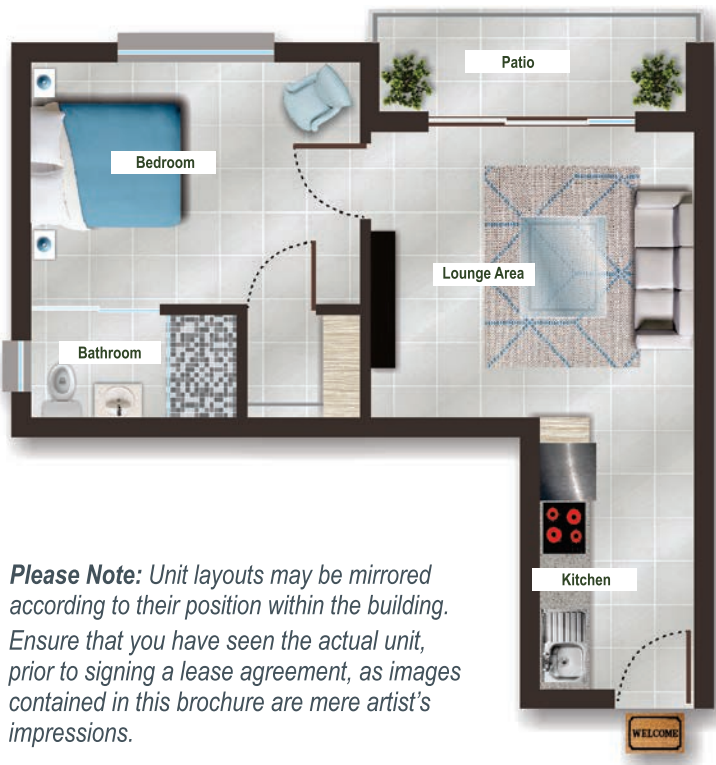 Patio
Bedroom
Lounge Area
Bathroom
Kitchen
Please Note: Unit layouts may be mirrored
according to their position within the building.
Ensure that you have seen the actual unit,
prior to signing a lease agreement, as images
contained in this brochure are mere artist’s
impressions.
WELCOME